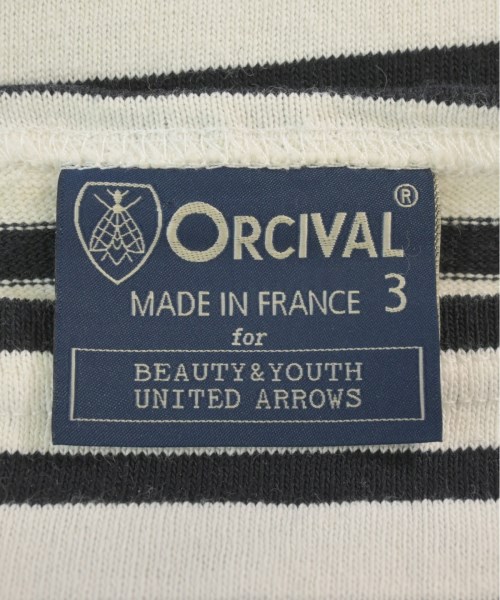 ORCIVAL®
MADE IN FRANCE 3
for
BEAUTY&YOUTH
UNITED ARROWS